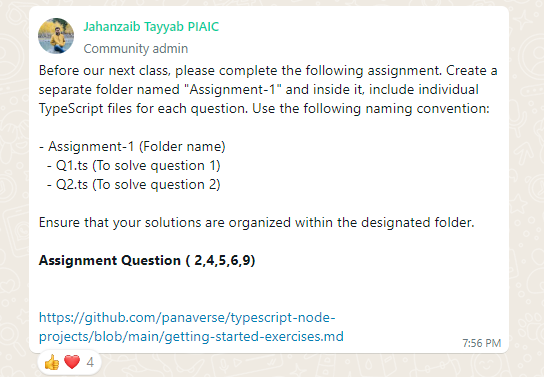 Jahanzaib Tayyab PIAIC
Community admin
Before our next class, please complete the following assignment. Create a
separate folder named "Assignment-1" and inside it, include individual
TypeScript files for each question. Use the following naming convention:
- Assignment-1 (Folder name)
- Q1.ts (To solve question 1)
- Q2.ts (To solve question 2)
Ensure that your solutions are organized within the designated folder.
Assignment Question ( 2,4,5,6,9)
https://github.com/panaverse/typescript-node-
projects/blob/main/getting-started-exercises.md
7:56 PM
4